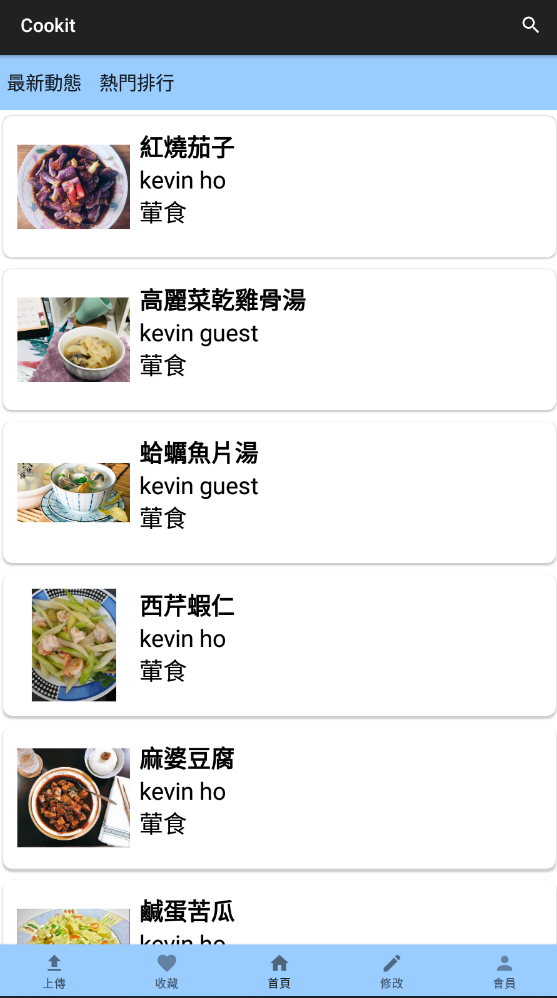 Cookit
最新動態 熱門排行
紅燒茄子
kevin ho
葷食
高麗菜乾雞骨湯
kevin guest
葷食
蛤蠣魚片湯
kevin guest
葷食
西芹蝦仁
kevin ho
葷食
麻婆豆腐
kevin ho
葷食
鹹蛋苦瓜
kevin ho
上傳 收藏 首頁 修改 會員